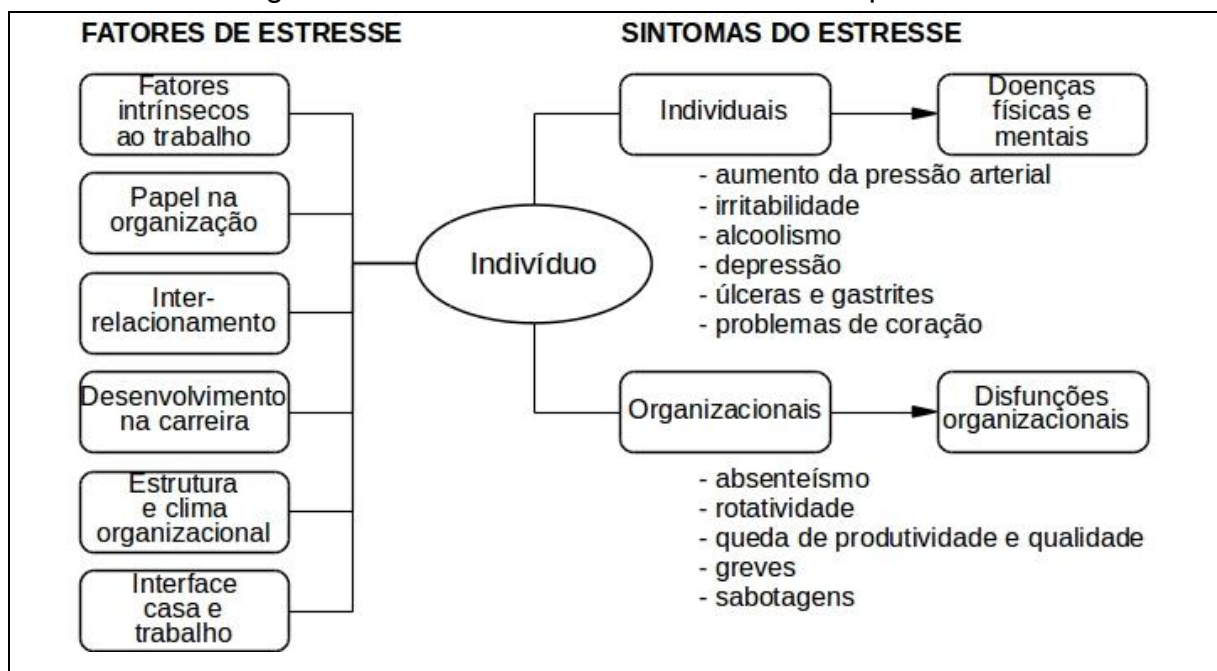 FATORES DE ESTRESSE
Fatores
intrínsecos
ao trabalho
Papel na
organização
Inter-
relacionamento
Desenvolvimento
na carreira
Estrutura
e clima
organizacional
Interface
casa e
trabalho
Indivíduo
SINTOMAS DO ESTRESSE
Individuais
Doenças
físicas e
mentais
- aumento da pressão arterial
- irritabilidade
- alcoolismo
- depressão
- úlceras e gastrites
- problemas de coração
Organizacionais
Disfunções
organizacionais
- absenteísmo
- rotatividade
- queda de produtividade e qualidade
- greves
- sabotagens